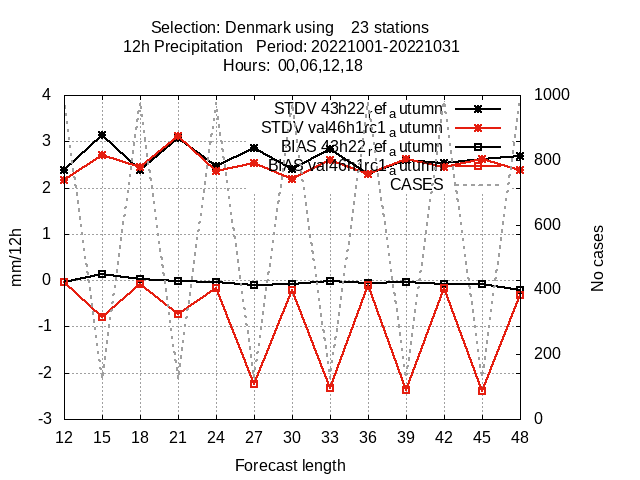 Selection: Denmark using 23 stations
12h Precipitation Period: 20221001-20221031
Hours: 00,06,12,18
STDV 43h22_ref_autumn
STDV val46h1rc1_autumn
BIAS 43h22_ref_autumn
BIAS val46h1rc1_autumn
CASES
4
3
2
1
0
-1
-2
-3
mm/12h
1000
800
600
400
200
0
No cases
12 15 18 21 24 27 30 33 36 39 42 45 48
Forecast length